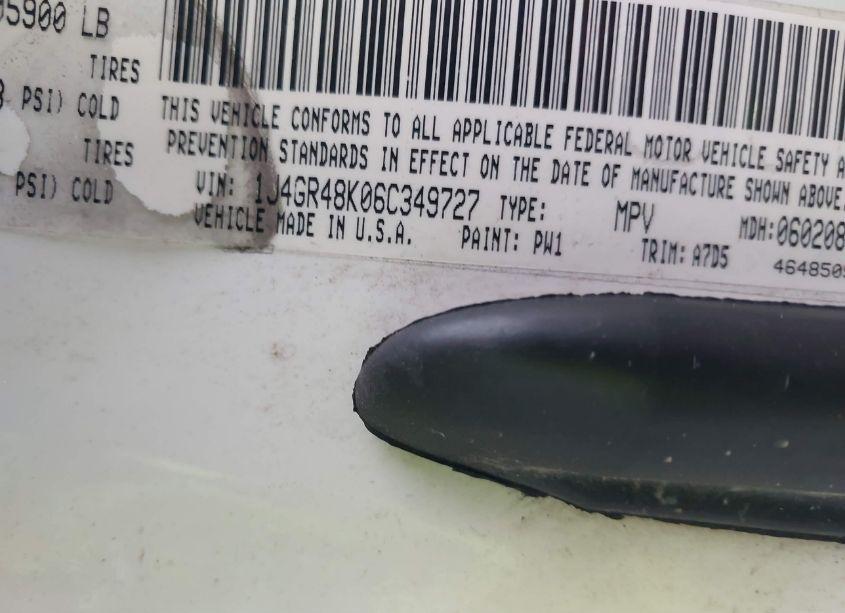 05900 LB
TIRES
PSI) COLD
TIRES
PSI) COLD
THIS VEHICLE CONFORMS TO ALL APPLICABLE FEDERAL MOTOR VEHICLE SAFETY
PREVENTION STANDARDS IN EFFECT ON THE DATE OF MANUFACTURE SHOWN ABOVE.
VIN: 1J4GR48K06C349727 TYPE: MPV MDH:060208
VEHICLE MADE IN U.S.A. PAINT: PW1 TRIM: A7D5 464850